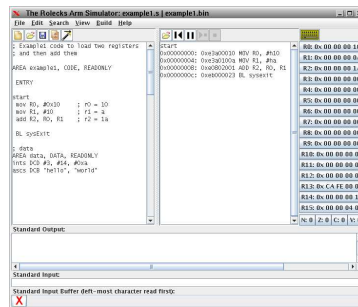 The Rolecks Arm Simulator: example1.s | example1.bin
File Edit Search View Build Help
; Example1 code to load two registers
; and then add them
AREA example1, CODE, READONLY
ENTRY
start
mov R0, #0x10 ; r0 = 10
mov R1, #10 ; r1 = a
add R2, R0, R1 ; r2 = 1a
BL sysExit
; data
AREA data, DATA, READONLY
ints DCB #3, #14, #0xa
ascs DCB "hello", "world"
start
0x00000000: 0xe3a00010 MOV R0, #h10
0x00000004: 0xe3a0100a MOV R1, #ha
0x00000008: 0xe0802001 ADD R2, R0, R1
0x0000000c: 0xeb000023 BL sysexit
R0: 0x 00 00 00 10
R1: 0x 00 00 00
R2: 0x 00 00 00
R3: 0x 00 00 00
R4: 0x 00 00 00
R5: 0x 00 00 00
R6: 0x 00 00 00
R7: 0x 00 00 00
R8: 0x 00 00 00
R9: 0x 00 00 00
R10: 0x 00 00 00
R11: 0x 00 00 00
R12: 0x 00 00 00
R13: 0x CA FE 00
R14: 0x 00 00 00
R15: 0x 00 00 04
N: 0 Z: 0 C: 0 V:
Standard Output:
Standard Input:
Standard Input Buffer (left-most character read first):
X